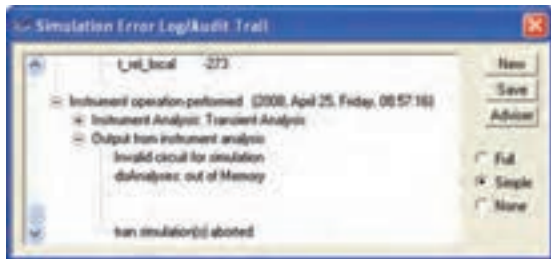 Simulation Error Log/Audit Trail
t_rel_local -273
New
Instrument operation performed (2008, April 25, Friday, 08:57:16)
Save
Instrument Analysis: Transient Analysis
Adviser
Output from instrument analysis
Invalid circuit for simulation
Full
doAnalyses: out of Memory
Simple
None
tran simulation(s) aborted